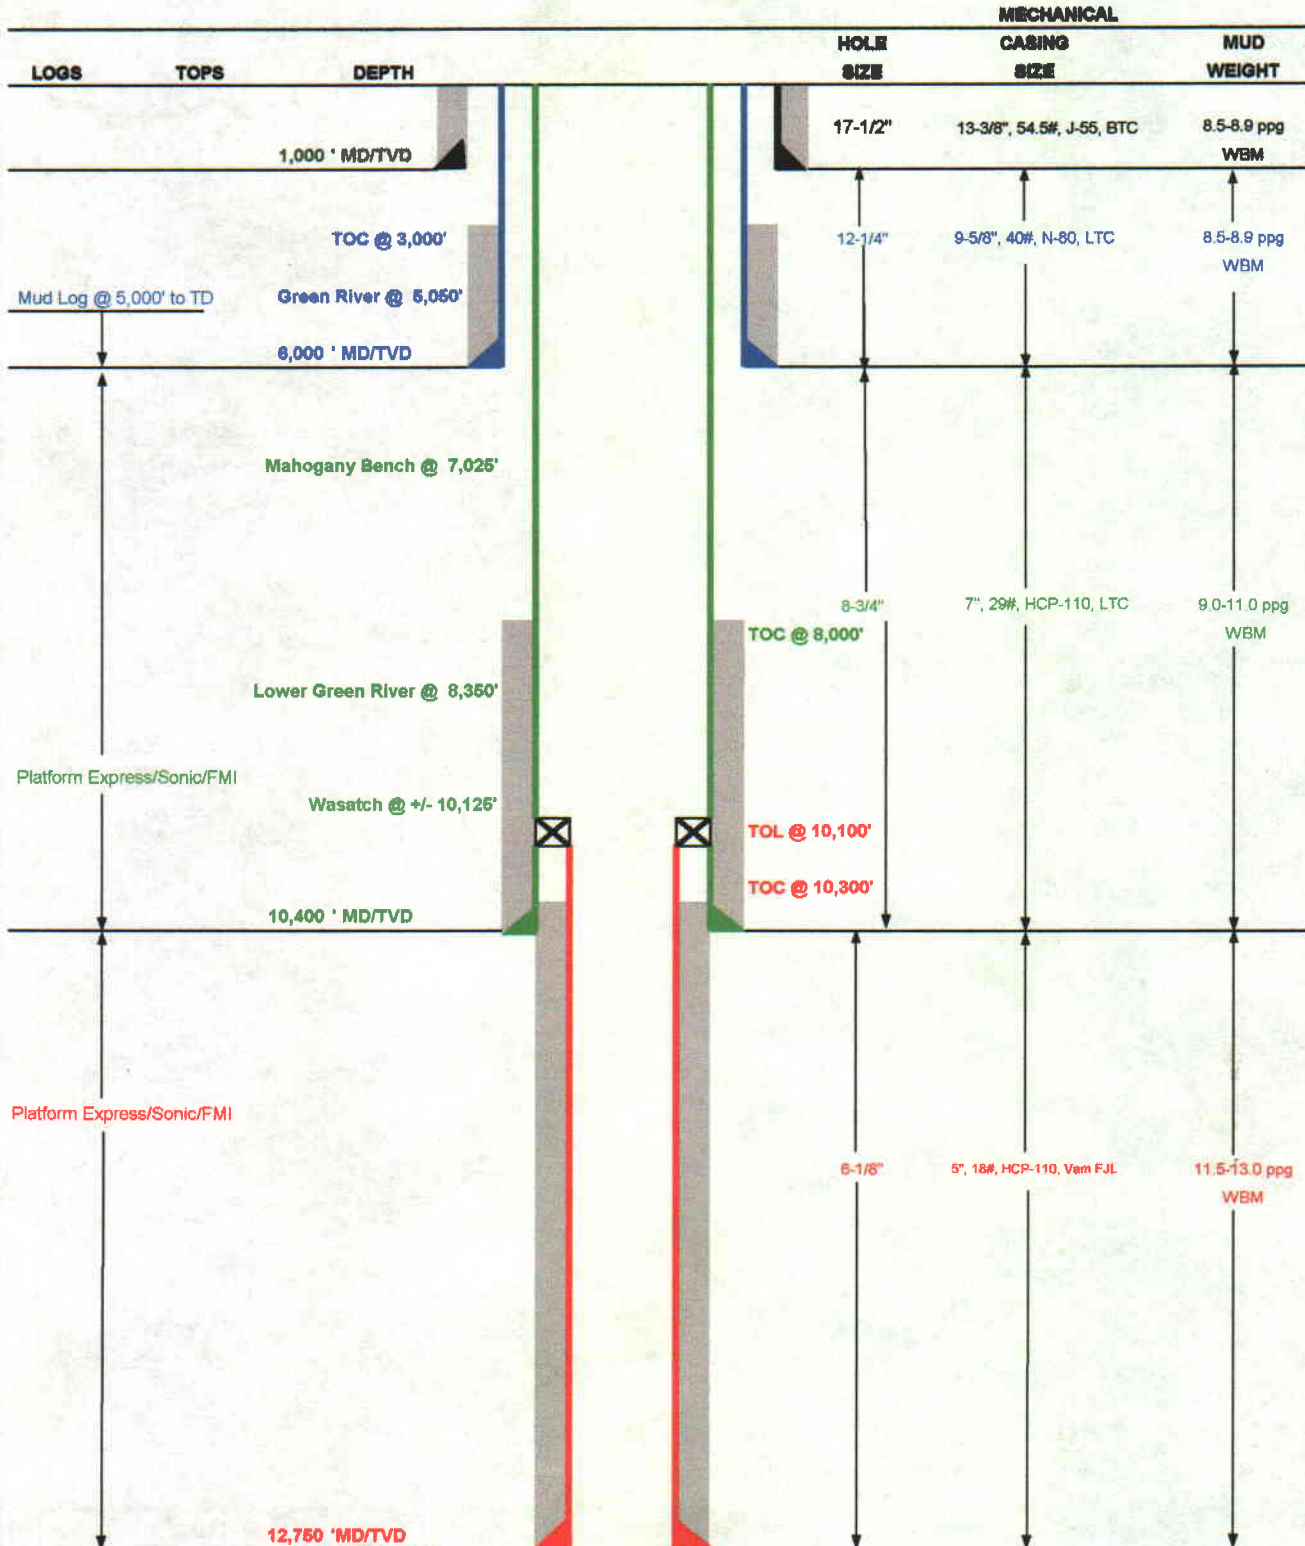 MECHANICAL
HOLE CASING MUD
LOGS TOPS DEPTH SIZE SIZE WEIGHT
17-1/2" 13-3/8", 54.5#, J-55, BTC 8.5-8.9 ppg
1,000 ' MD/TVD WBM
TOC @ 3,000' 12-1/4" 9-5/8", 40#, N-80, LTC 8.5-8.9 ppg
WBM
Mud Log @ 5,000' to TD Green River @ 5,050'
6,000 ' MD/TVD
Mahogany Bench @ 7,025'
8-3/4" 7", 29#, HCP-110, LTC 9.0-11.0 ppg
TOC @ 8,000' WBM
Lower Green River @ 8,350'
Platform Express/Sonic/FMI
Wasatch @ +/- 10,125'
TOL @ 10,100'
TOC @ 10,300'
10,400 ' MD/TVD
Platform Express/Sonic/FMI
6-1/8" 5", 18#, HCP-110, Vam FJL 11.5-13.0 ppg
WBM
12,750 'MD/TVD